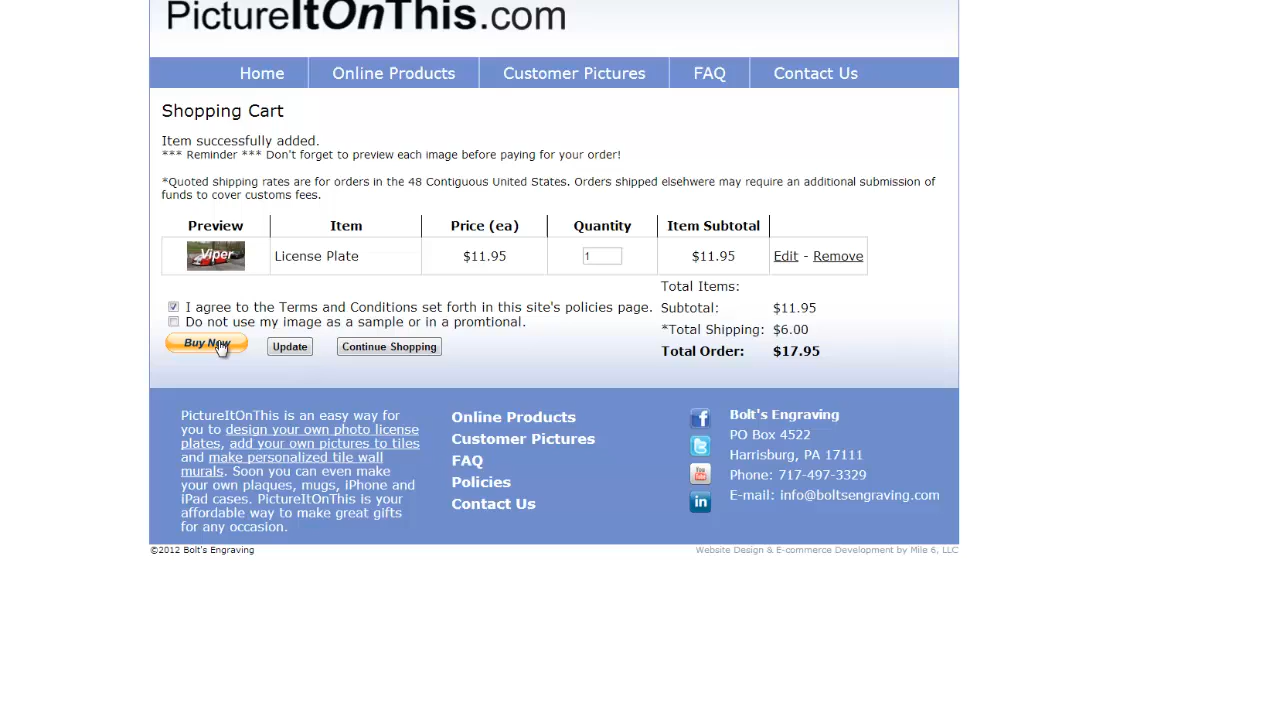 PictureItOnThis.com
Home Online Products Customer Pictures FAQ Contact Us
Shopping Cart
Item successfully added.
*** Reminder *** Don't forget to preview each image before paying for your order!
*Quoted shipping rates are for orders in the 48 Contiguous United States. Orders shipped elsehwere may require an additional submission of
funds to cover customs fees.
Preview Item Price (ea) Quantity Item Subtotal
Viper License Plate $11.95 1 $11.95 Edit - Remove
Total Items:
I agree to the Terms and Conditions set forth in this site's policies page. Subtotal: $11.95
Do not use my image as a sample or in a promtional. *Total Shipping: $6.00
Buy Now Update Continue Shopping Total Order: $17.95
PictureItOnThis is an easy way for
you to design your own photo license
plates, add your own pictures to tiles
and make personalized tile wall
murals. Soon you can even make
your own plaques, mugs, iPhone and
iPad cases. PictureItOnThis is your
affordable way to make great gifts
for any occasion.
Online Products
Customer Pictures
FAQ
Policies
Contact Us
f
t
You Tube
in
Bolt's Engraving
PO Box 4522
Harrisburg, PA 17111
Phone: 717-497-3329
E-mail: info@boltsengraving.com
©2012 Bolt's Engraving Website Design & E-commerce Development by Mile 6, LLC